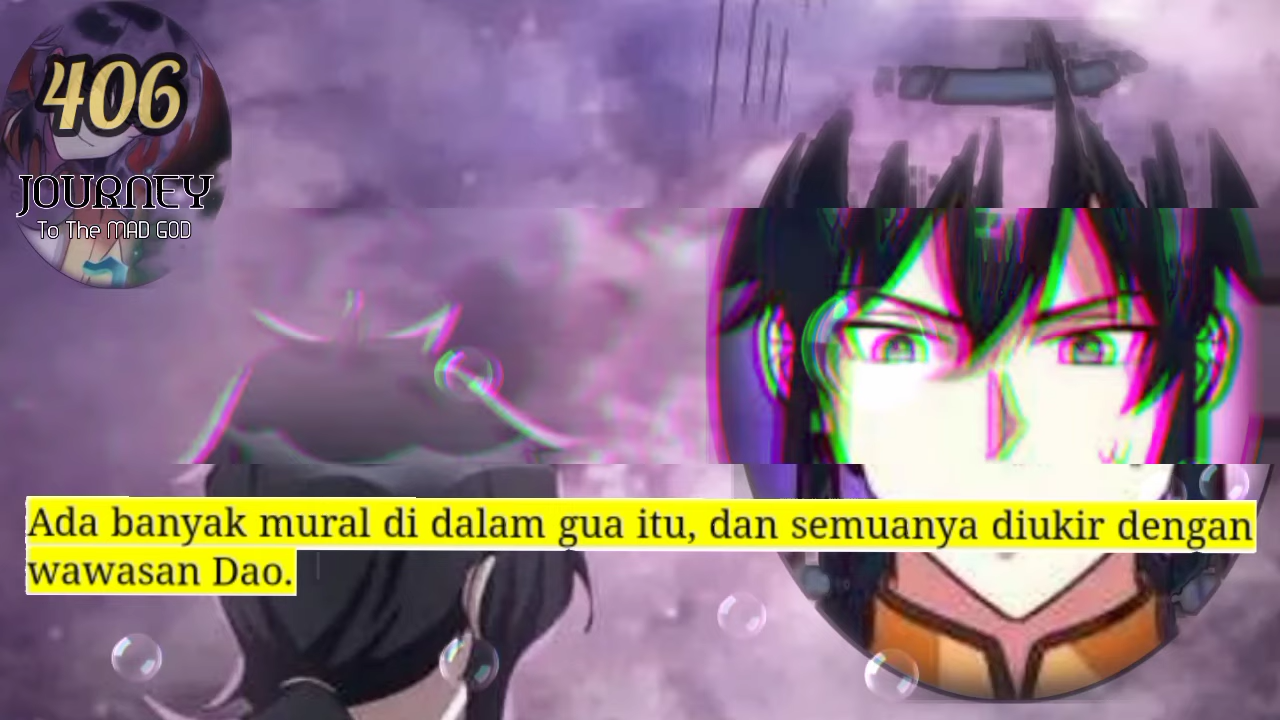 406
JOURNEY
To The MAD GOD
Ada banyak mural di dalam gua itu, dan semuanya diukir dengan
wawasan Dao.